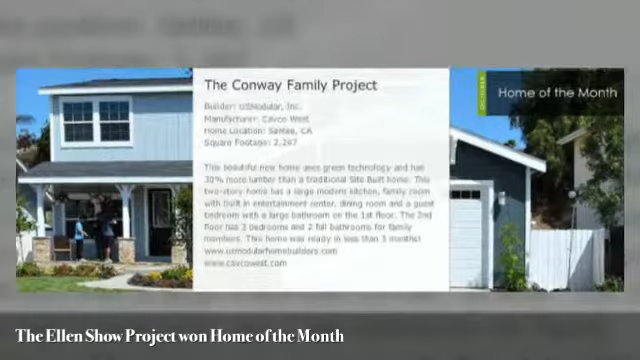 The Conway Family Project
Builder: USModular, Inc.
Manufacturer: Cavco West
Home Location: Santee, CA
Square Footage: 2,267
This beautiful new home uses green technology and has
30% more lumber than a traditional Site Built home. This
two-story home has a large modern kitchen, family room
with built in entertainment center, dining room and a guest
bedroom with a large bathroom on the 1st floor. The 2nd
floor has 3 bedrooms and 2 full bathrooms for family
members. This home was ready in less than 3 months!
www.usmodularhomebuilders.com
www.cavcowest.com
OCTOBER
Home of the Month
The Ellen Show Project won Home of the Month